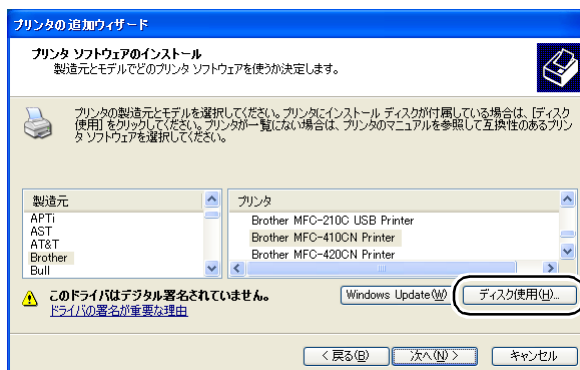 プリンタの追加ウィザード
プリンタ ソフトウェアのインストール
製造元とモデルでどのプリンタ ソフトウェアを使うか決定します。
プリンタの製造元とモデルを選択してください。プリンタにインストール ディスクが付属している場合は、[ディスク
使用] をクリックしてください。プリンタが一覧にない場合は、プリンタのマニュアルを参照して互換性のあるプリン
タ ソフトウェアを選択してください。
製造元
APTi
AST
AT&T
Brother
Bull
プリンタ
Brother MFC-210C USB Printer
Brother MFC-410CN Printer
Brother MFC-420CN Printer
このドライバはデジタル署名されていません。
ドライバの署名が重要な理由
Windows Update(W)
ディスク使用(H)...
< 戻る(B)
次へ(N) >
キャンセル